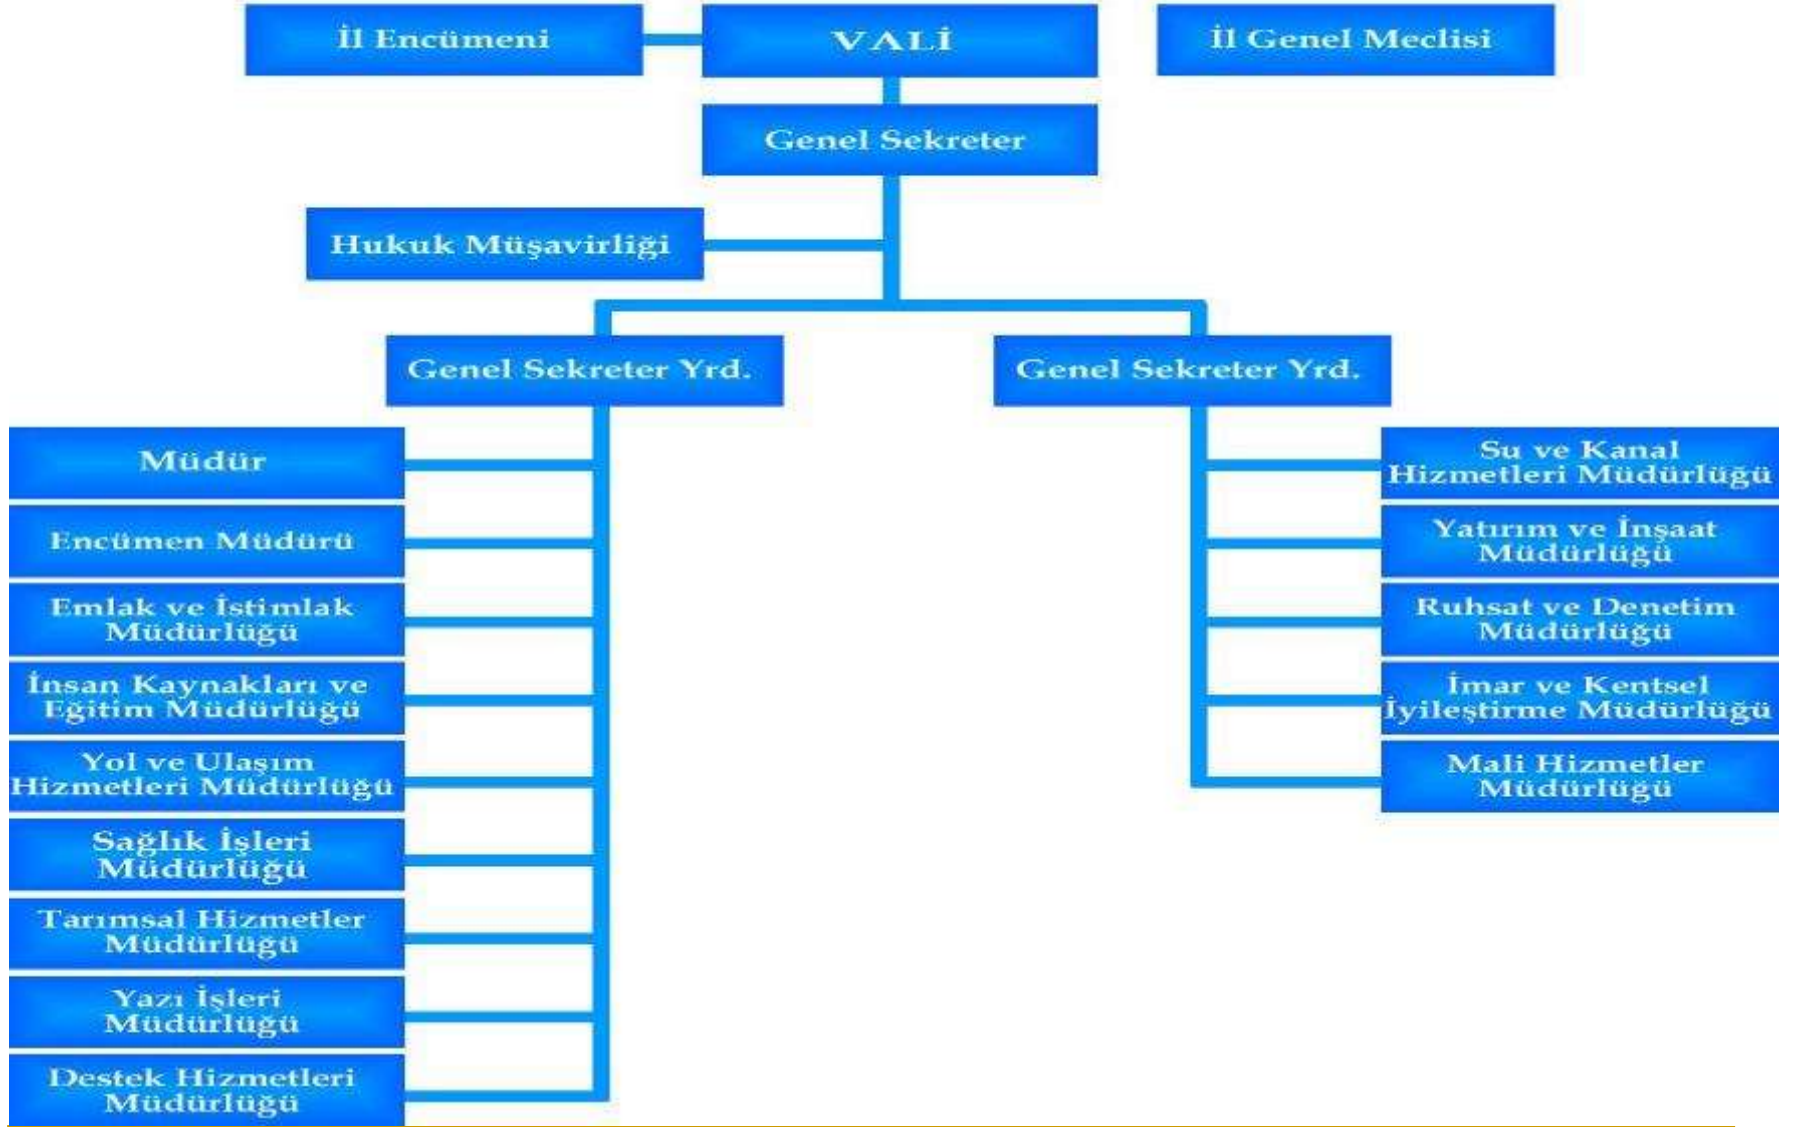 İl Encümeni
VALİ
İl Genel Meclisi
Genel Sekreter
Hukuk Müşavirliği
Genel Sekreter Yrd.
Genel Sekreter Yrd.
Müdür
Encümen Müdürü
Emlak ve İstimlak
Müdürlüğü
İnsan Kaynakları ve
Eğitim Müdürlüğü
Yol ve Ulaşım
Hizmetleri Müdürlüğü
Sağlık İşleri
Müdürlüğü
Tarımsal Hizmetler
Müdürlüğü
Yazı İşleri
Müdürlüğü
Destek Hizmetleri
Müdürlüğü
Su ve Kanal
Hizmetleri Müdürlüğü
Yatırım ve İnşaat
Müdürlüğü
Ruhsat ve Denetim
Müdürlüğü
İmar ve Kentsel
İyileştirme Müdürlüğü
Mali Hizmetler
Müdürlüğü